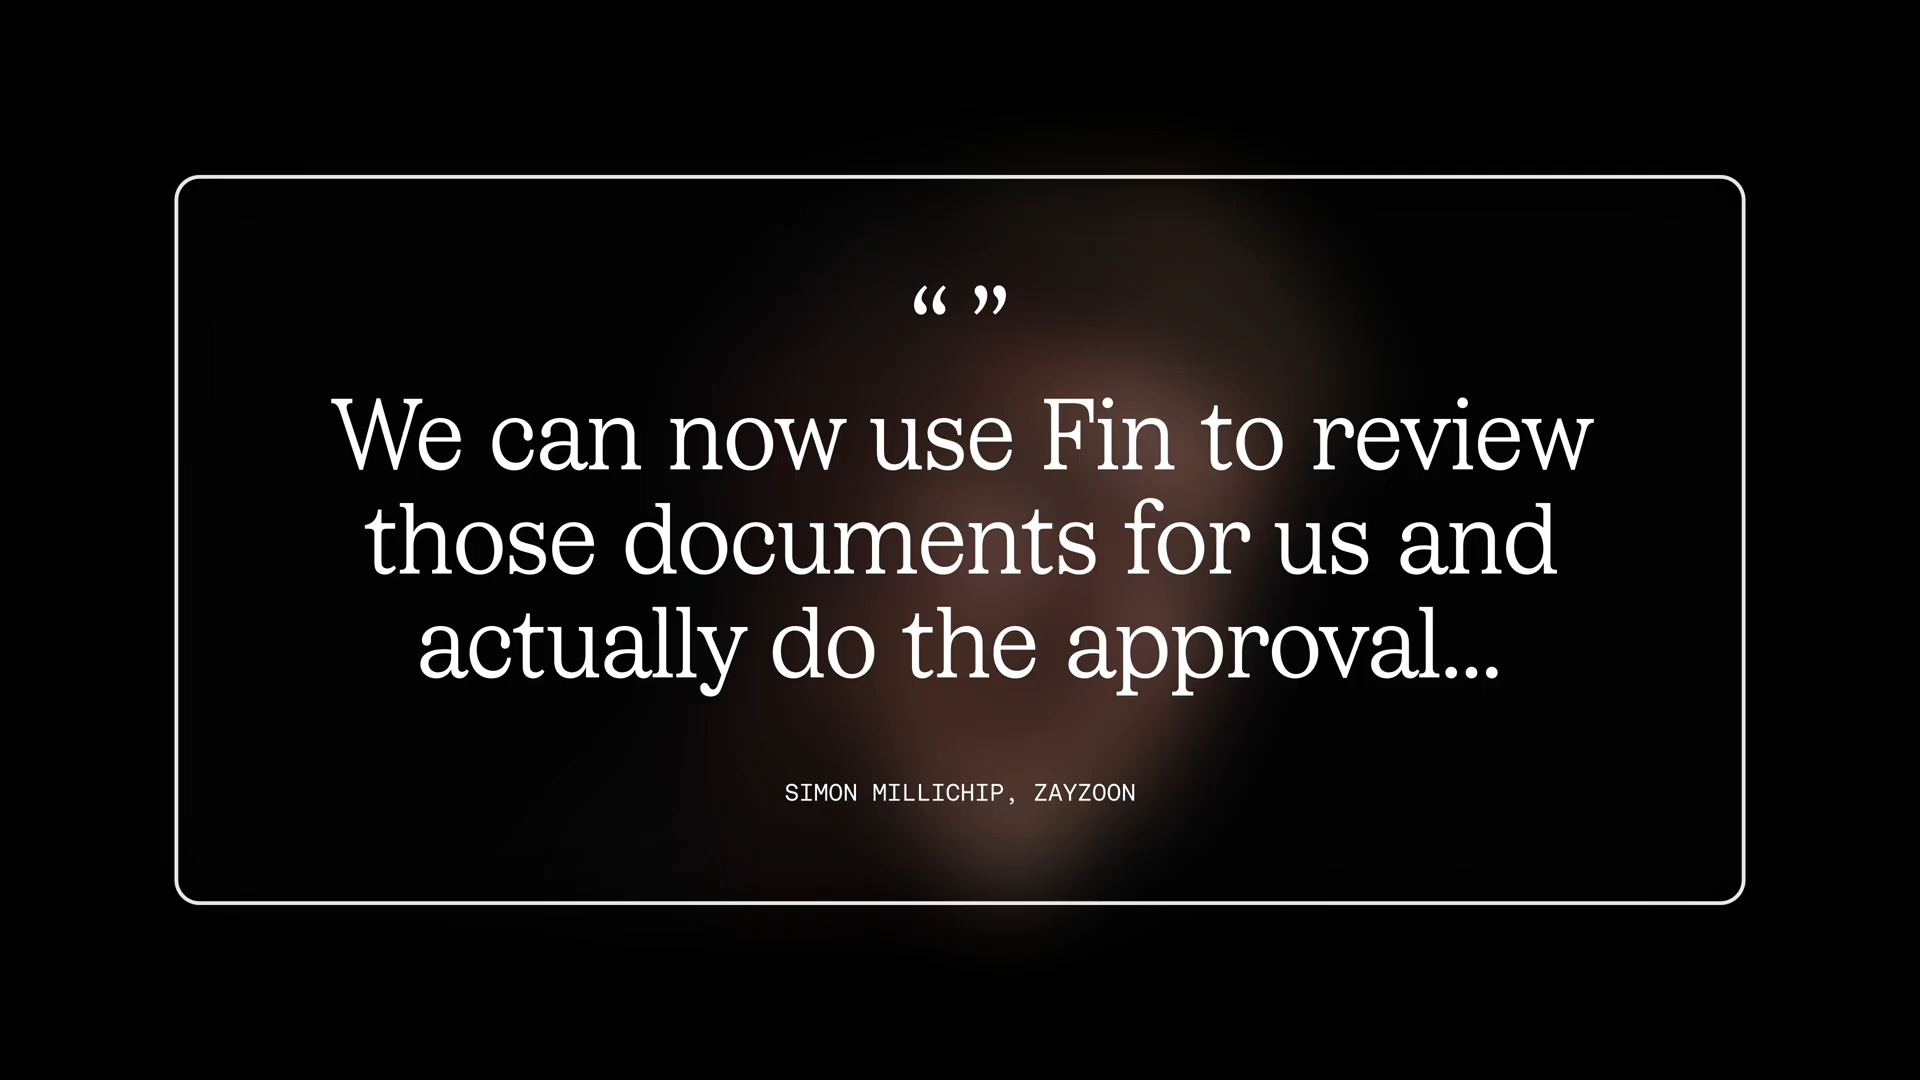 “ ”
We can now use Fin to review
those documents for us and
actually do the approval...
SIMON MILLICHIP, ZAYZOON